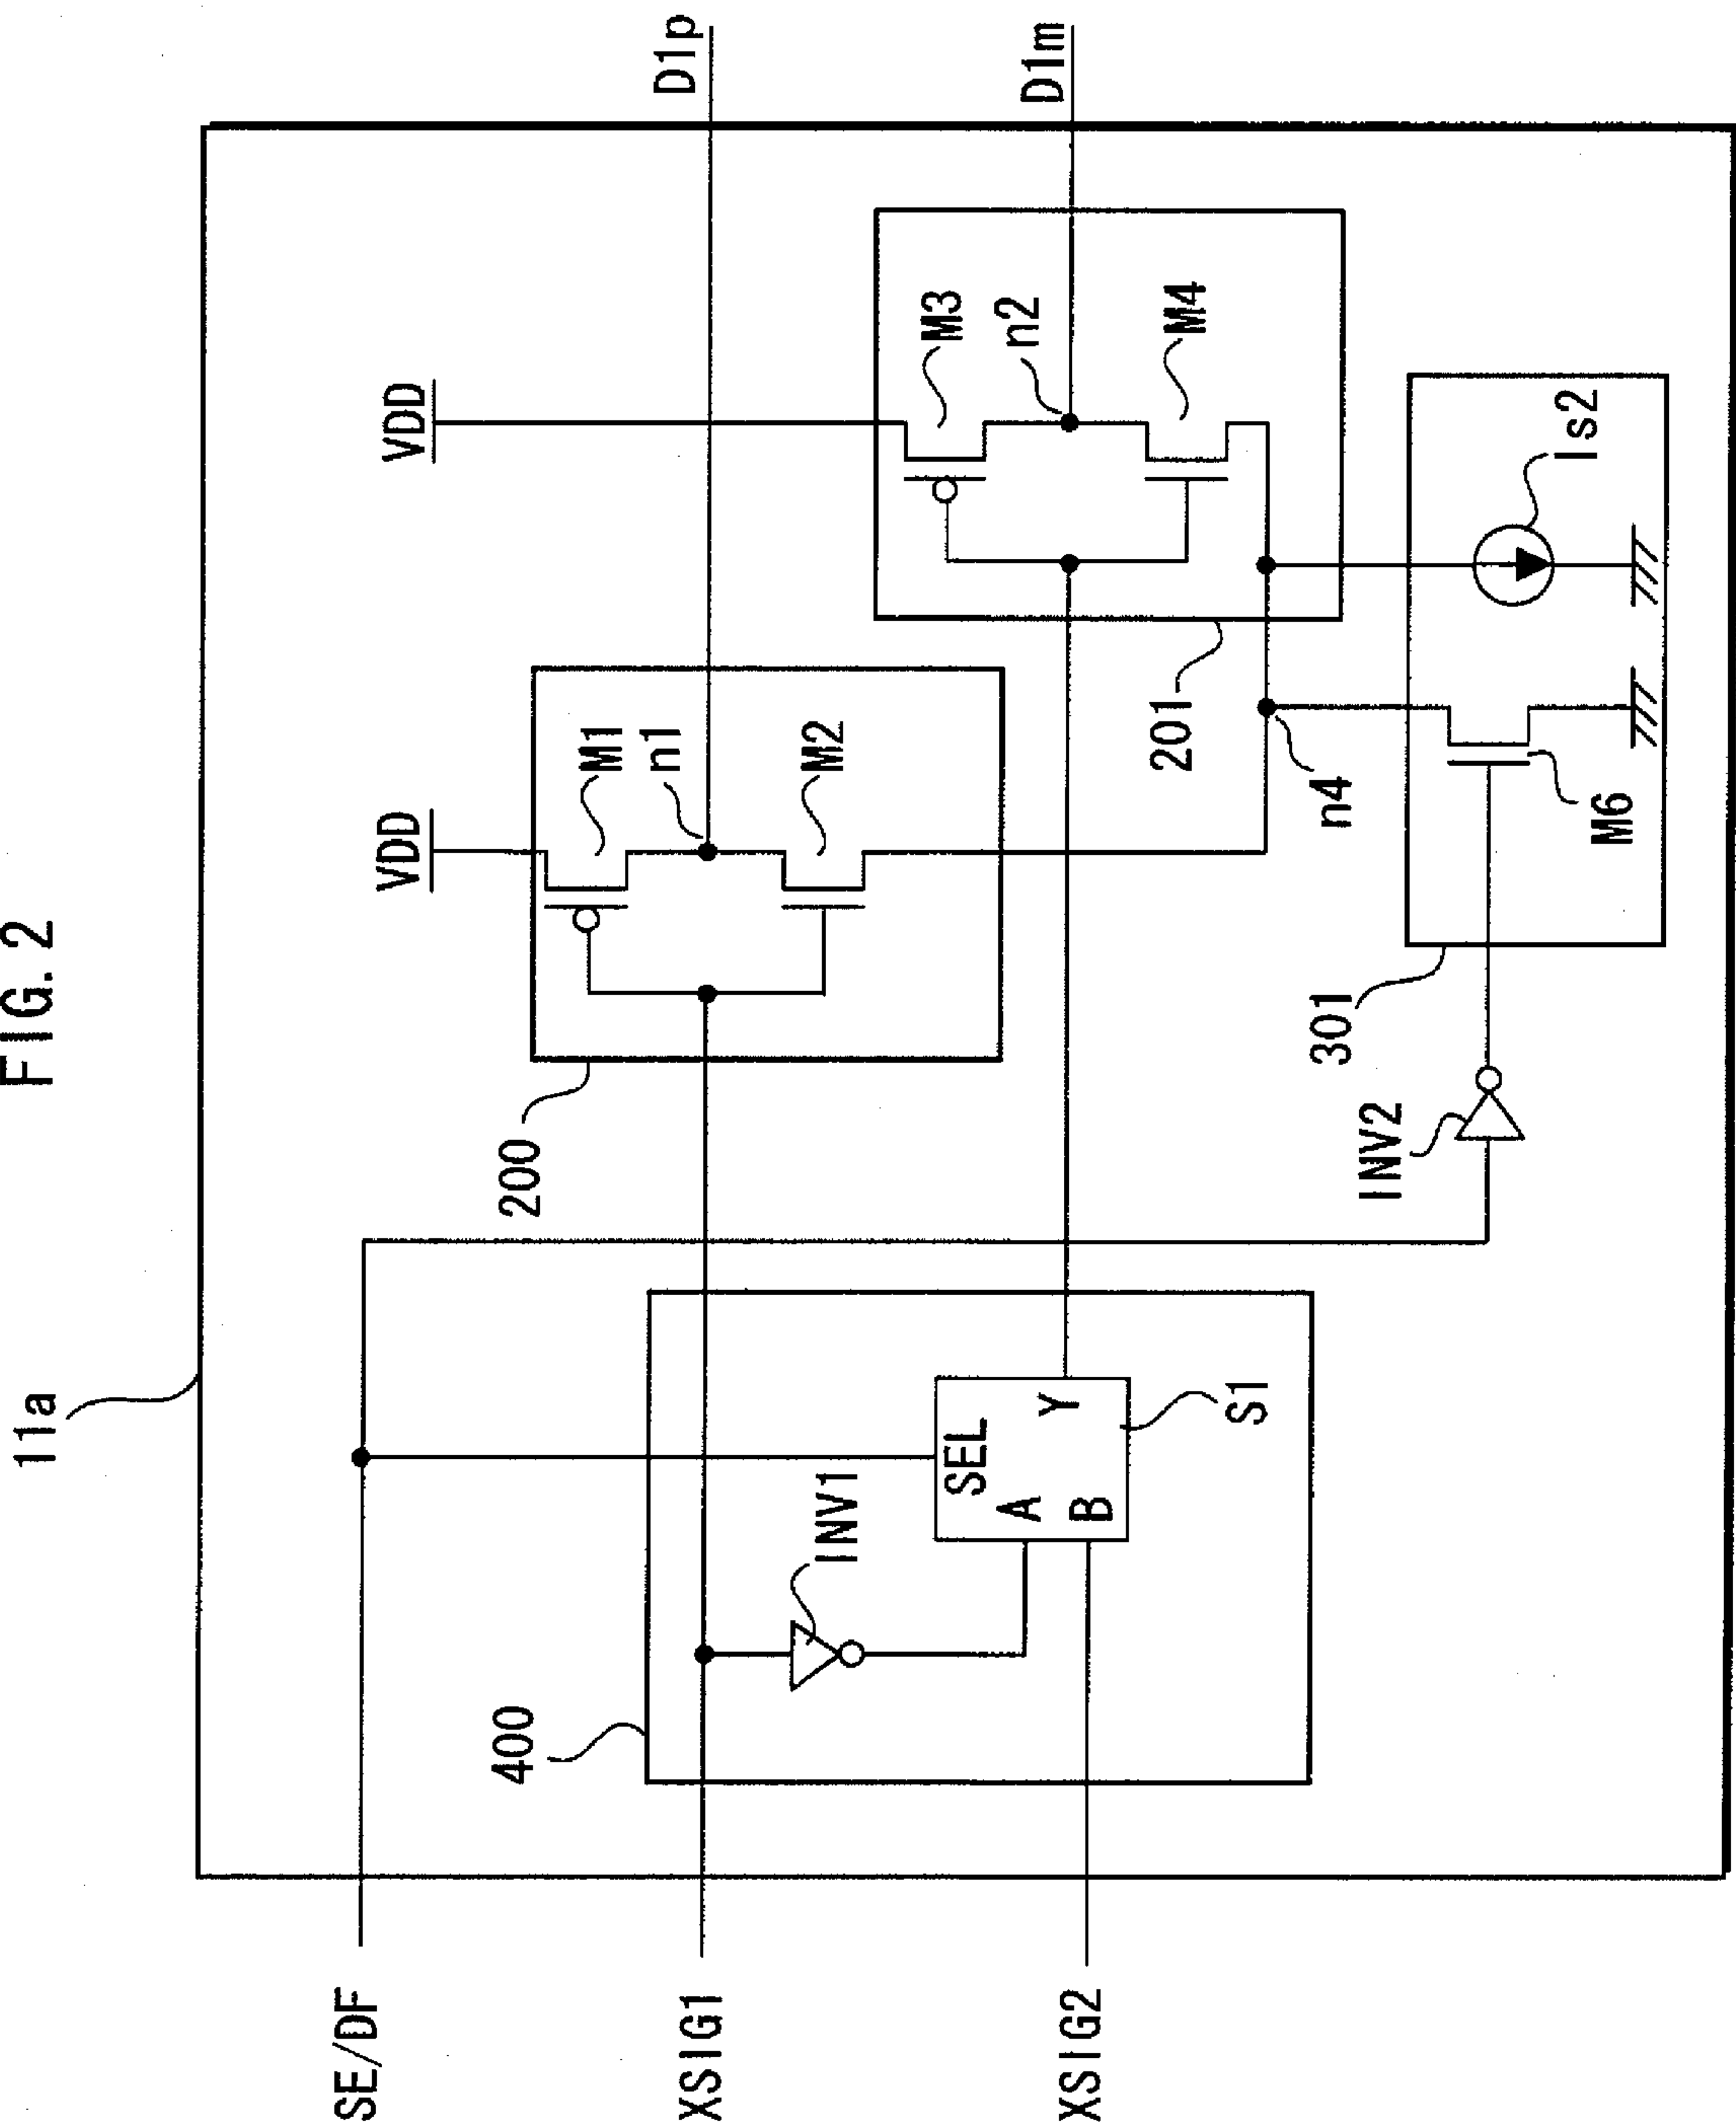 FIG. 2
11a
SE/DF
XSIG1
XSIG2
D1p
D1m
VDD
VDD
200
M1
n1
M2
201
M3
n2
M4
n4
400
INV1
SEL
A
B
Y
S1
INV2
301
M6
Is2